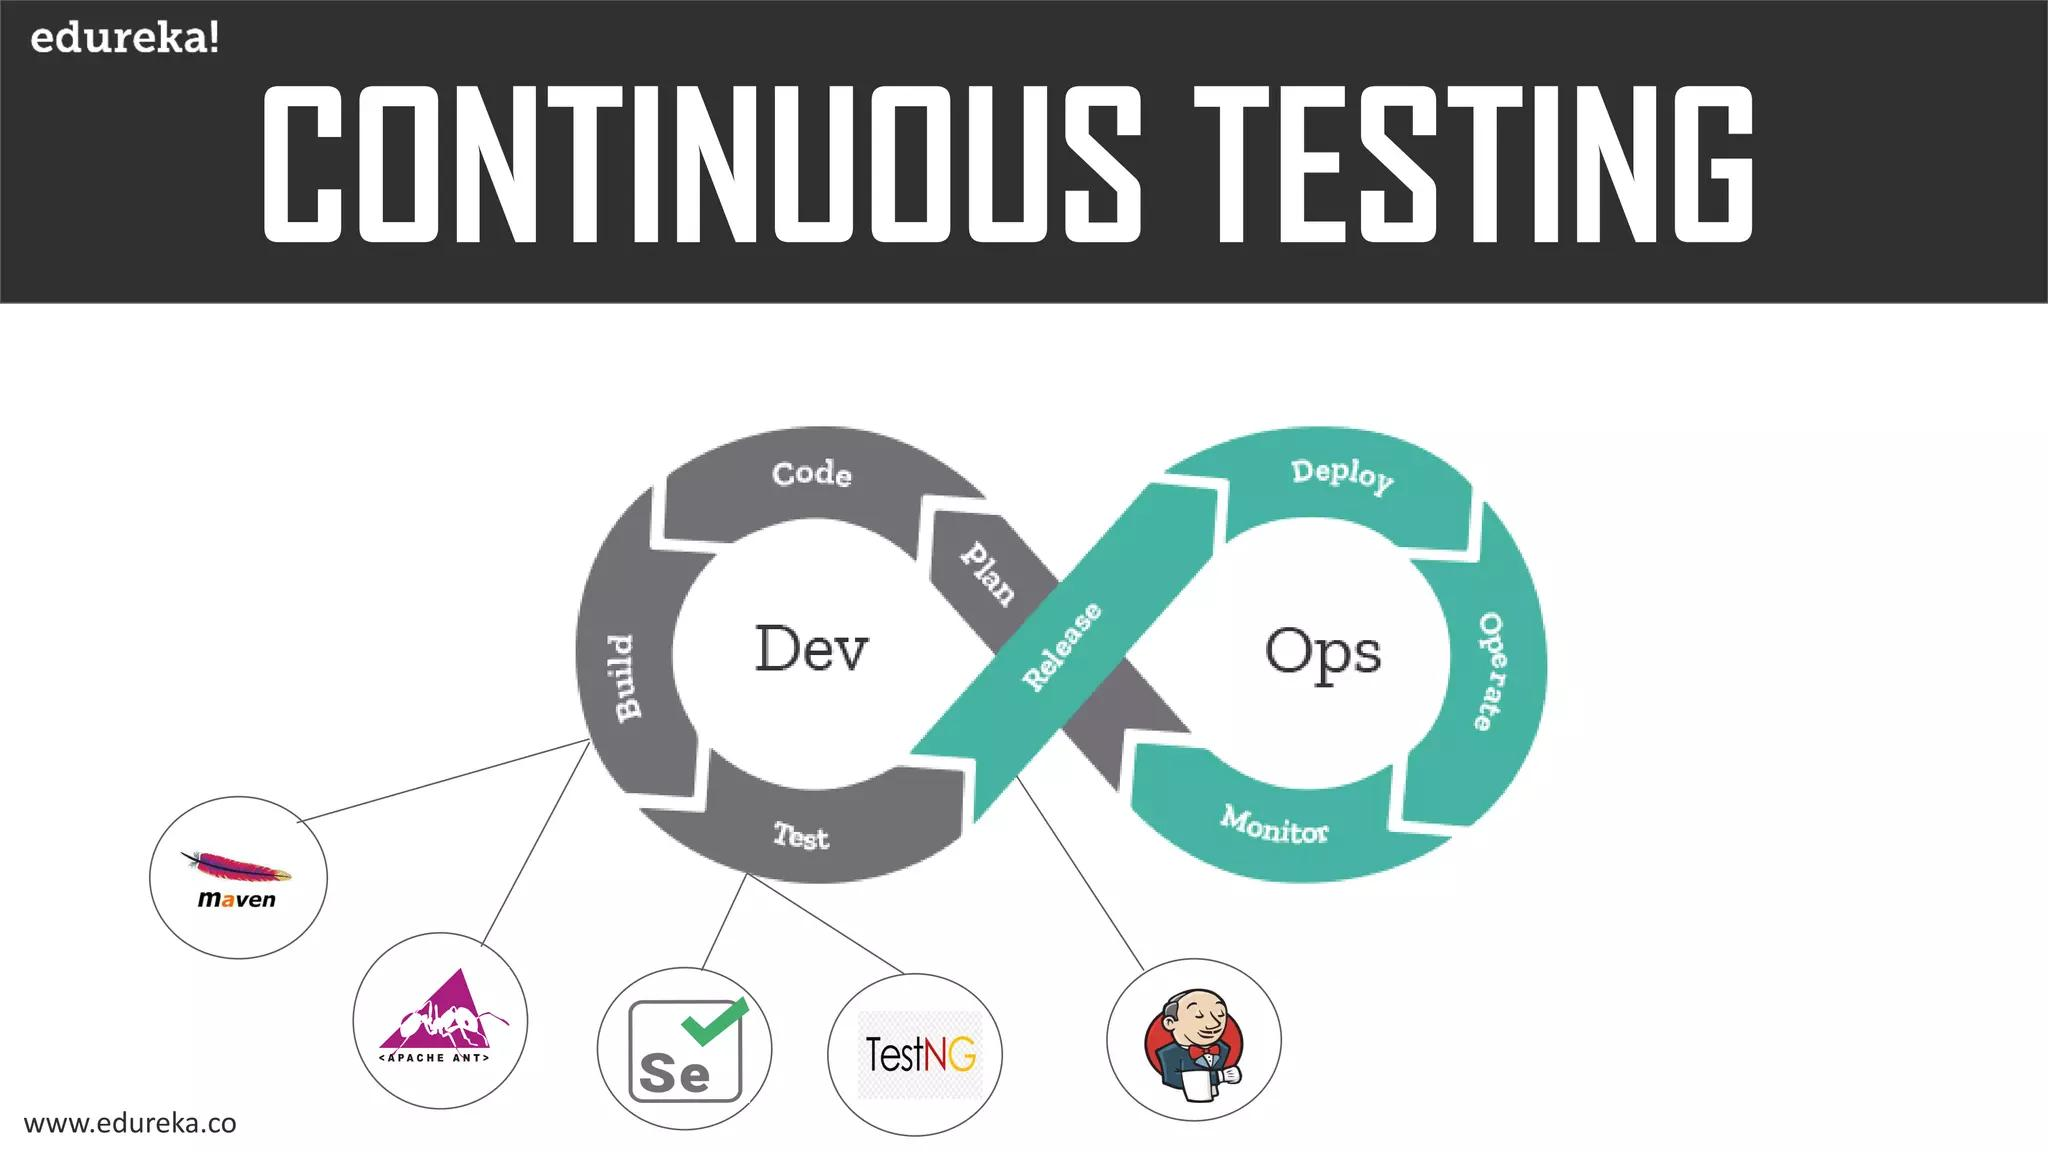 edureka!
CONTINUOUS TESTING
Code
Plan
Build
Dev
Test
Release
Deploy
Operate
Ops
Monitor
maven
<APACHE ANT>
Se
TestNG
www.edureka.co